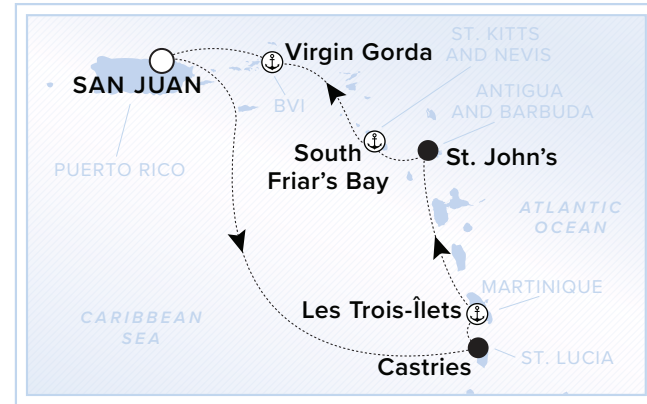 ST. KITTS
AND NEVIS
Virgin Gorda
SAN JUAN
BVI
ANTIGUA
AND BARBUDA
South
Friar’s Bay
St. John’s
PUERTO RICO
ATLANTIC
OCEAN
MARTINIQUE
Les Trois-Îlets
CARIBBEAN
SEA
ST. LUCIA
Castries